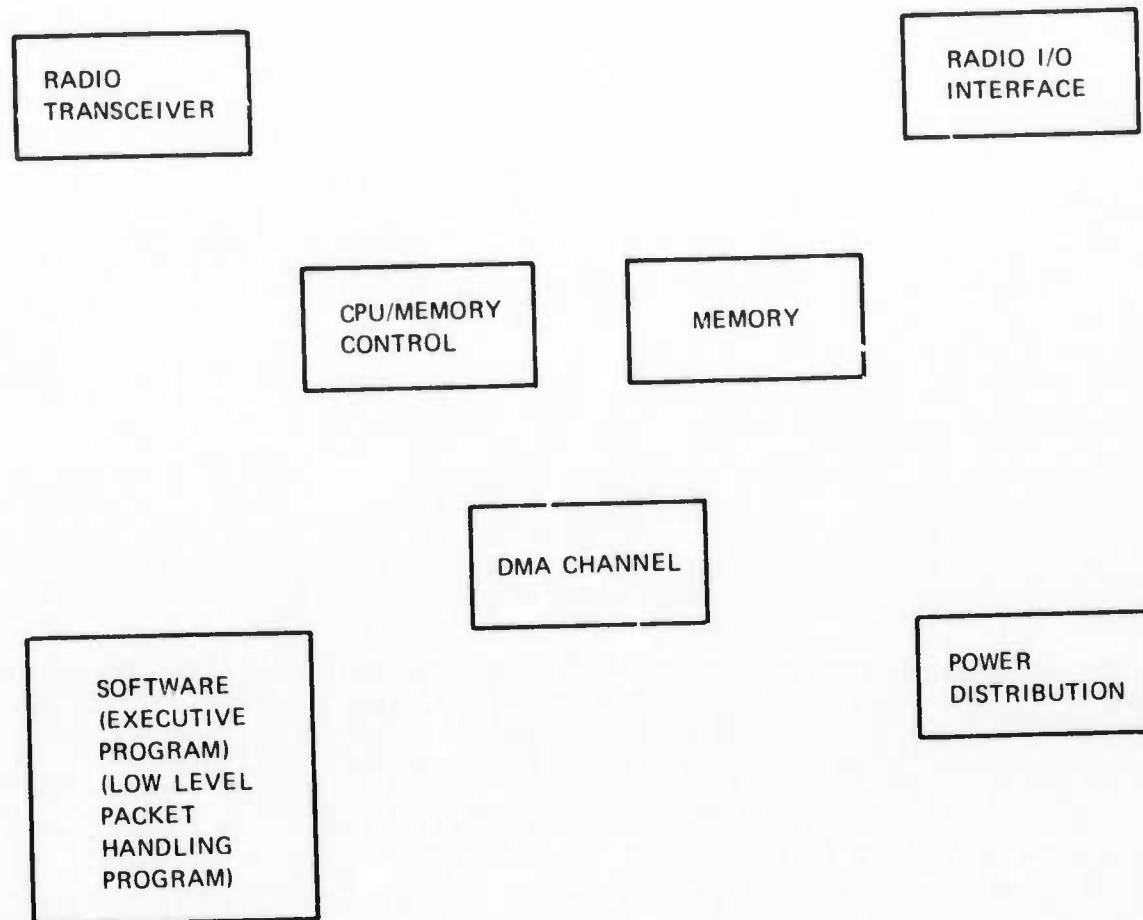 RADIO
TRANSCEIVER
RADIO I/O
INTERFACE
CPU/MEMORY
CONTROL
MEMORY
DMA CHANNEL
SOFTWARE
(EXECUTIVE
PROGRAM)
(LOW LEVEL
PACKET
HANDLING
PROGRAM)
POWER
DISTRIBUTION